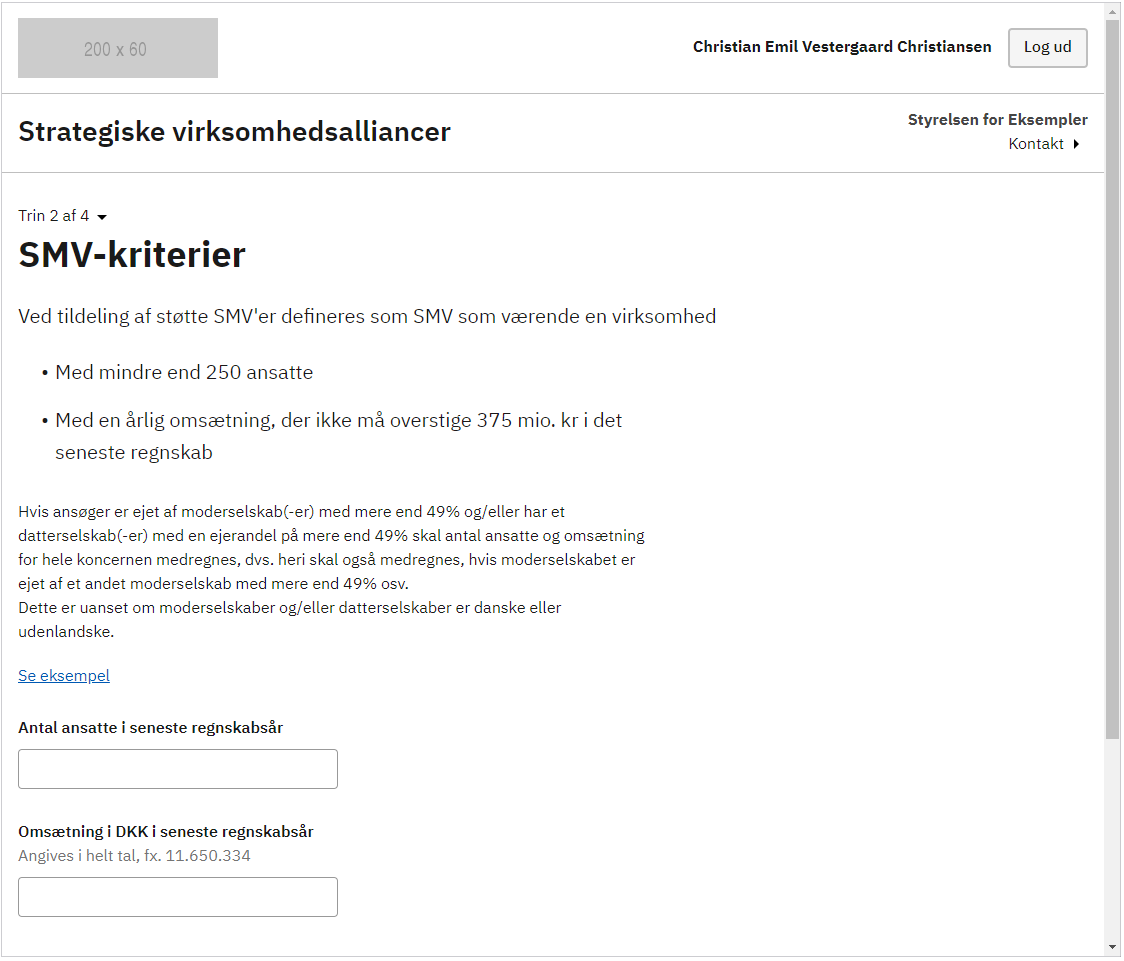 200 x 60
Christian Emil Vestergaard Christiansen
Log ud
Strategiske virksomhedsalliancer
Styrelsen for Eksempler
Kontakt
Trin 2 af 4
SMV-kriterier
Ved tildeling af støtte SMV'er defineres som SMV som værende en virksomhed
• Med mindre end 250 ansatte
• Med en årlig omsætning, der ikke må overstige 375 mio. kr i det
seneste regnskab
Hvis ansøger er ejet af moderselskab(-er) med mere end 49% og/eller har et
datterselskab(-er) med en ejerandel på mere end 49% skal antal ansatte og omsætning
for hele koncernen medregnes, dvs. heri skal også medregnes, hvis moderselskabet er
ejet af et andet moderselskab med mere end 49% osv.
Dette er uanset om moderselskaber og/eller datterselskaber er danske eller
udenlandske.
Se eksempel
Antal ansatte i seneste regnskabsår
Omsætning i DKK i seneste regnskabsår
Angives i helt tal, fx. 11.650.334